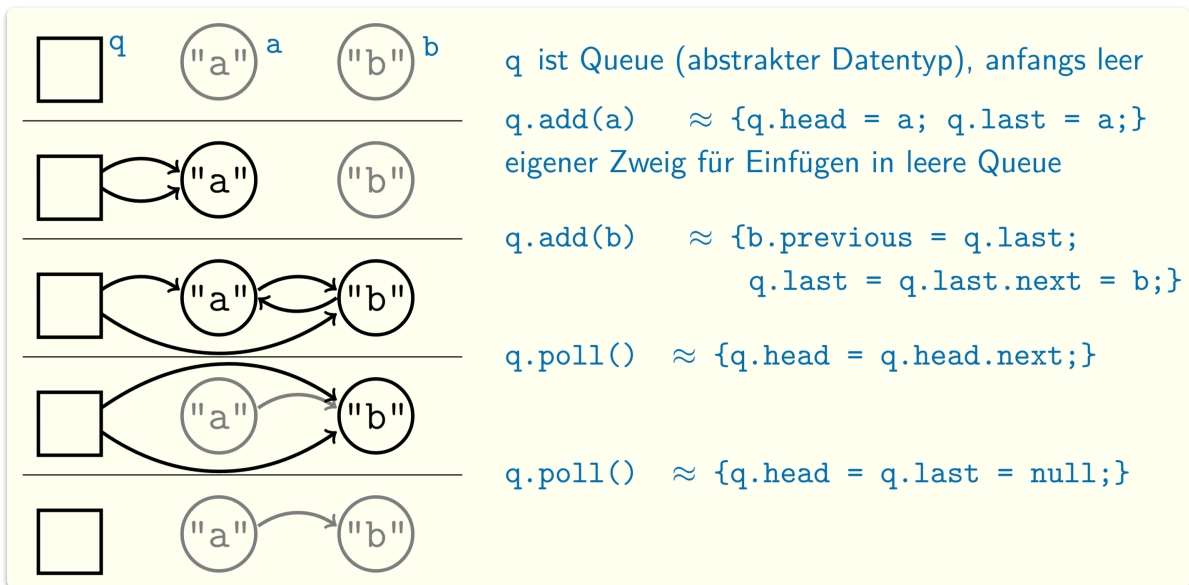 q "a" a "b" b q ist Queue (abstrakter Datentyp), anfangs leer
q.add(a) ≈ {q.head = a; q.last = a;}
"a" "b" eigener Zweig für Einfügen in leere Queue
q.add(b) ≈ {b.previous = q.last;
"a" "b" q.last = q.last.next = b;}
q.poll() ≈ {q.head = q.head.next;}
"a" "b"
q.poll() ≈ {q.head = q.last = null;}
"a" "b"